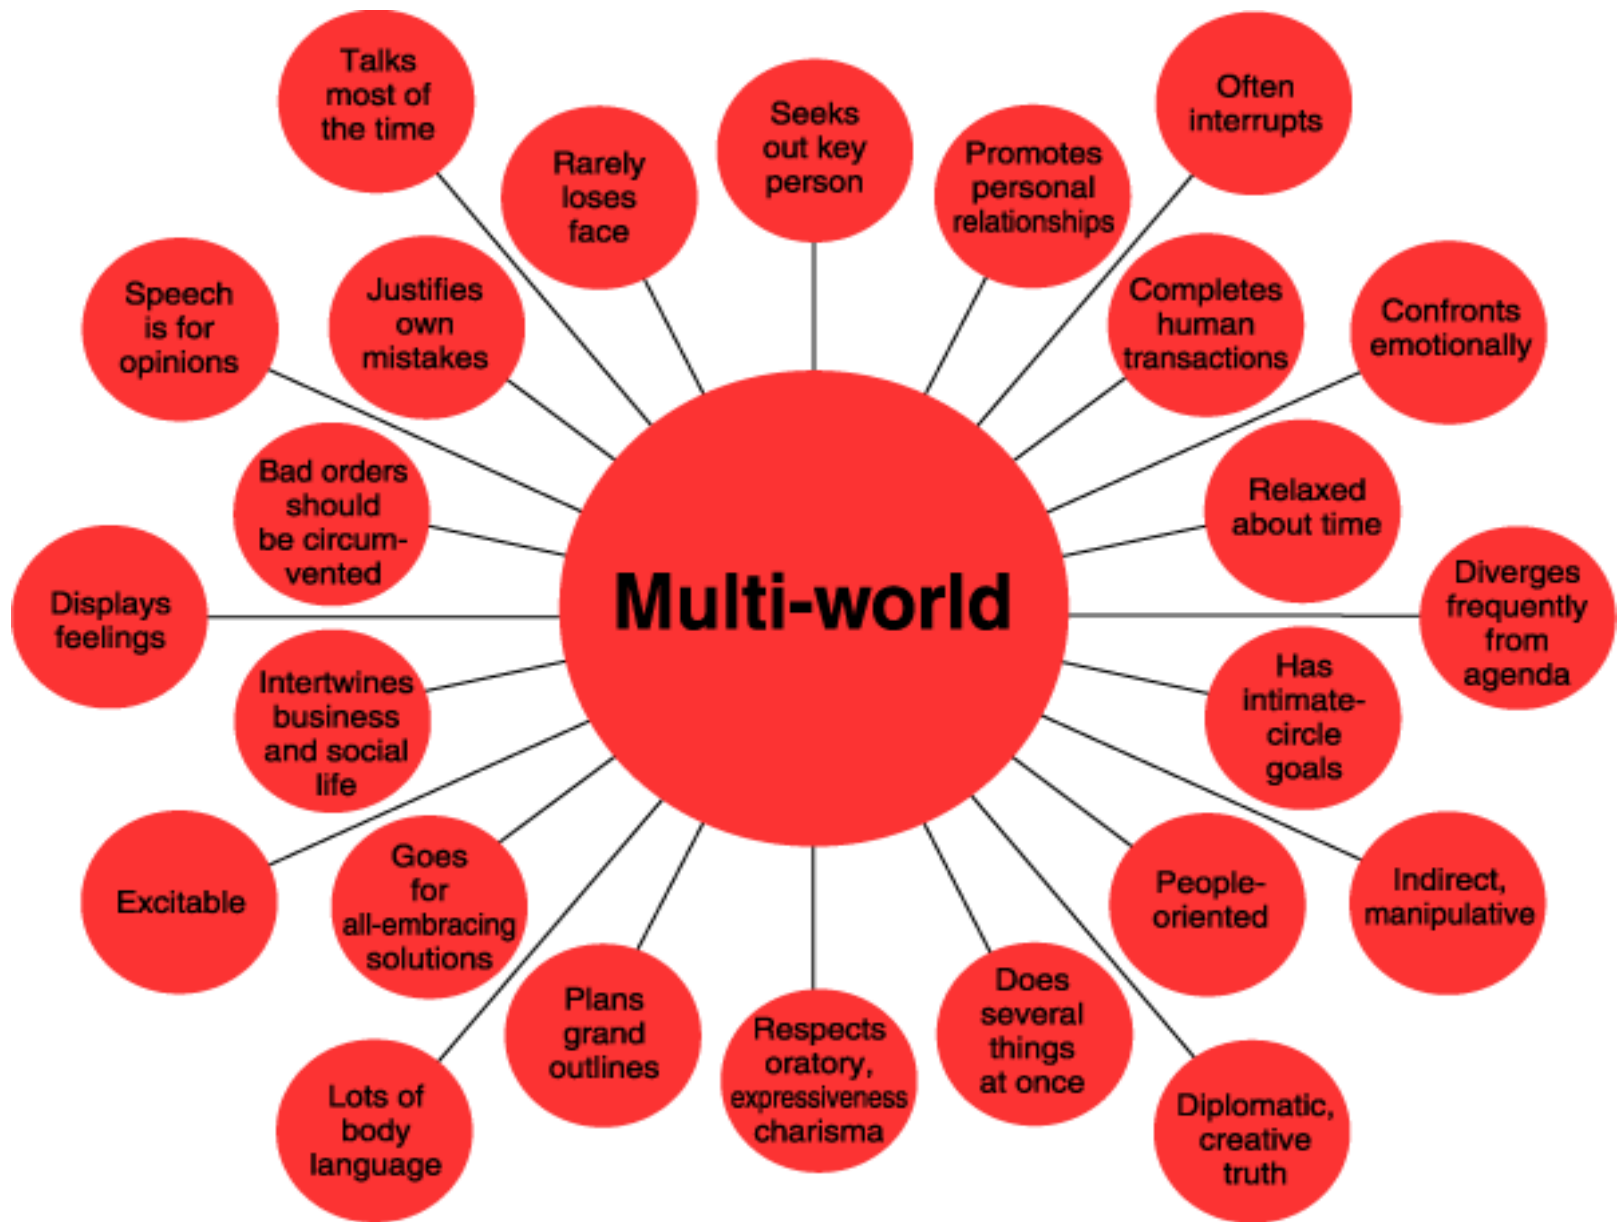 Talks
most of
the time
Rarely
loses
face
Seeks
out key
person
Promotes
personal
relationships
Often
interrupts
Speech
is for
opinions
Justifies
own
mistakes
Completes
human
transactions
Confronts
emotionally
Bad orders
should
be circum-
vented
Relaxed
about time
Displays
feelings
Multi-world
Diverges
frequently
from
agenda
Intertwines
business
and social
life
Has
intimate-
circle
goals
Excitable
Goes
for
all-embracing
solutions
People-
oriented
Indirect,
manipulative
Lots of
body
language
Plans
grand
outlines
Respects
oratory,
expressiveness
charisma
Does
several
things
at once
Diplomatic,
creative
truth